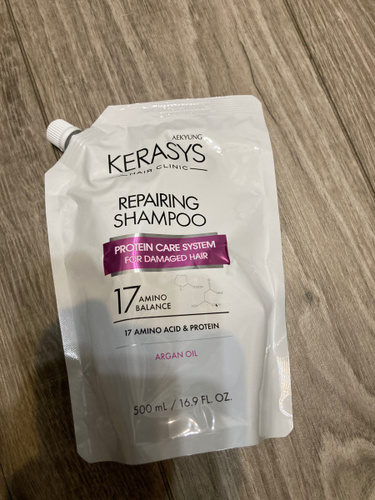 AEKYUNG
KERASYS
HAIR CLINIC
REPAIRING
SHAMPOO
PROTEIN CARE SYSTEM
FOR DAMAGED HAIR
17 AMINO
BALANCE
17 AMINO ACID & PROTEIN
ARGAN OIL
500 mL / 16.9 FL. OZ.